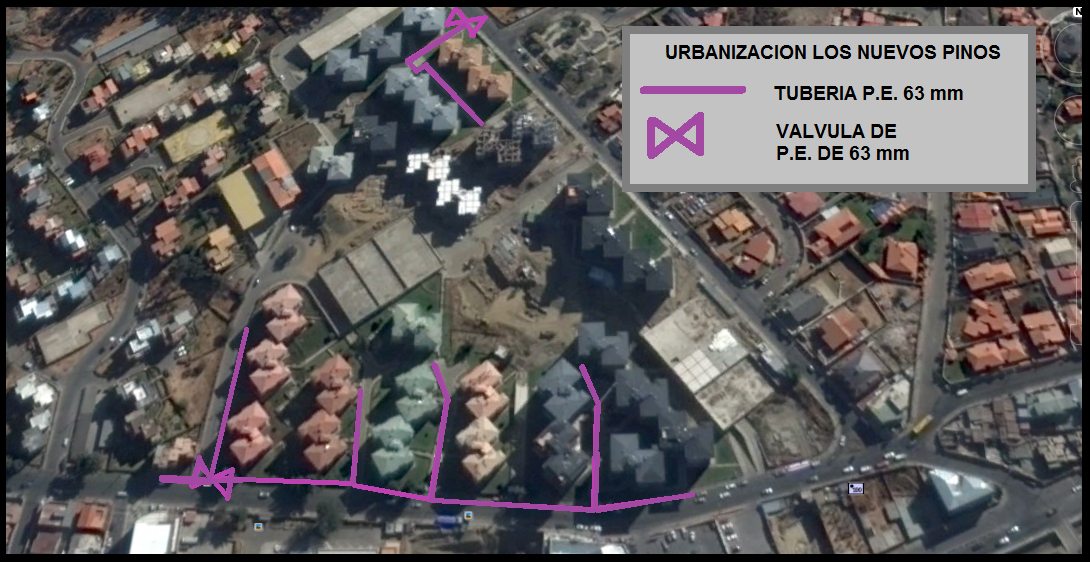 URBANIZACION LOS NUEVOS PINOS
TUBERIA P.E. 63 mm
VALVULA DE
P.E. DE 63 mm